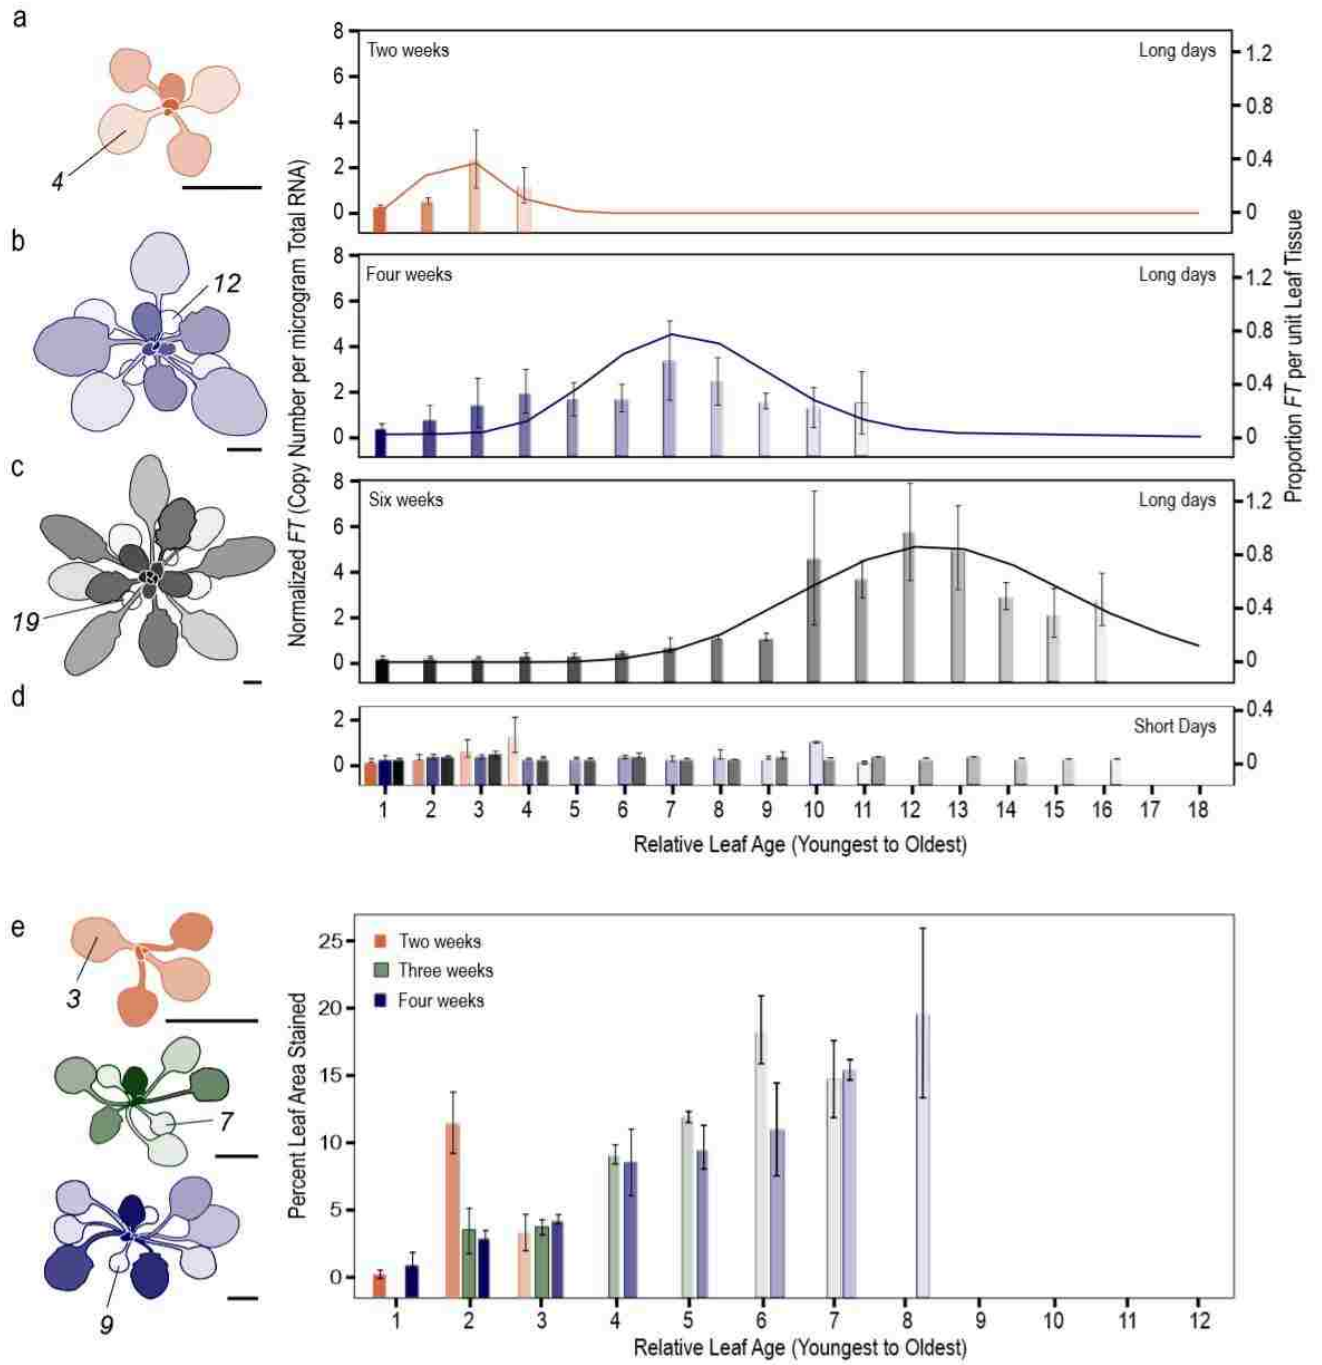 a
4
8
6
4
2
0
Two weeks
Long days
1.2
0.8
0.4
0
b
12
8
6
4
2
0
Four weeks
Long days
1.2
0.8
0.4
0
c
19
8
6
4
2
0
Six weeks
Long days
1.2
0.8
0.4
0
Normalized FT (Copy Number per microgram Total RNA)
Proportion FT per unit Leaf Tissue
d
2
0
Short Days
0.4
0
1 2 3 4 5 6 7 8 9 10 11 12 13 14 15 16 17 18
Relative Leaf Age (Youngest to Oldest)
e
3
7
9
Percent Leaf Area Stained
25
20
15
10
5
0
Two weeks
Three weeks
Four weeks
1 2 3 4 5 6 7 8 9 10 11 12
Relative Leaf Age (Youngest to Oldest)